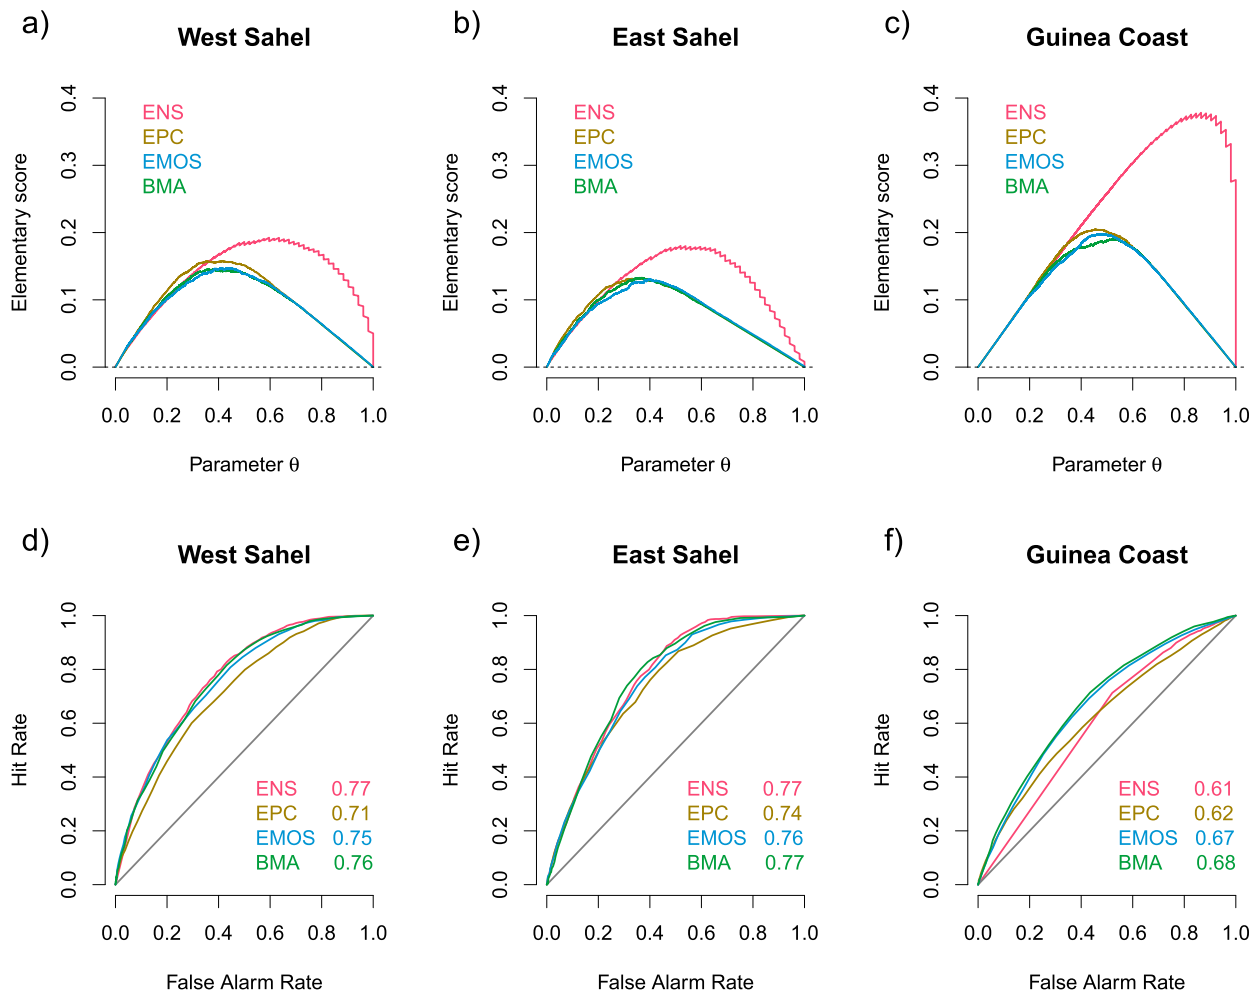 a)
West Sahel
Elementary score
0.4
0.3
0.2
0.1
0.0
ENS
EPC
EMOS
BMA
0.0 0.2 0.4 0.6 0.8 1.0
Parameter θ
b)
East Sahel
Elementary score
0.4
0.3
0.2
0.1
0.0
ENS
EPC
EMOS
BMA
0.0 0.2 0.4 0.6 0.8 1.0
Parameter θ
c)
Guinea Coast
Elementary score
0.4
0.3
0.2
0.1
0.0
ENS
EPC
EMOS
BMA
0.0 0.2 0.4 0.6 0.8 1.0
Parameter θ
d)
West Sahel
Hit Rate
1.0
0.8
0.6
0.4
0.2
0.0
ENS 0.77
EPC 0.71
EMOS 0.75
BMA 0.76
0.0 0.2 0.4 0.6 0.8 1.0
False Alarm Rate
e)
East Sahel
Hit Rate
1.0
0.8
0.6
0.4
0.2
0.0
ENS 0.77
EPC 0.74
EMOS 0.76
BMA 0.77
0.0 0.2 0.4 0.6 0.8 1.0
False Alarm Rate
f)
Guinea Coast
Hit Rate
1.0
0.8
0.6
0.4
0.2
0.0
ENS 0.61
EPC 0.62
EMOS 0.67
BMA 0.68
0.0 0.2 0.4 0.6 0.8 1.0
False Alarm Rate